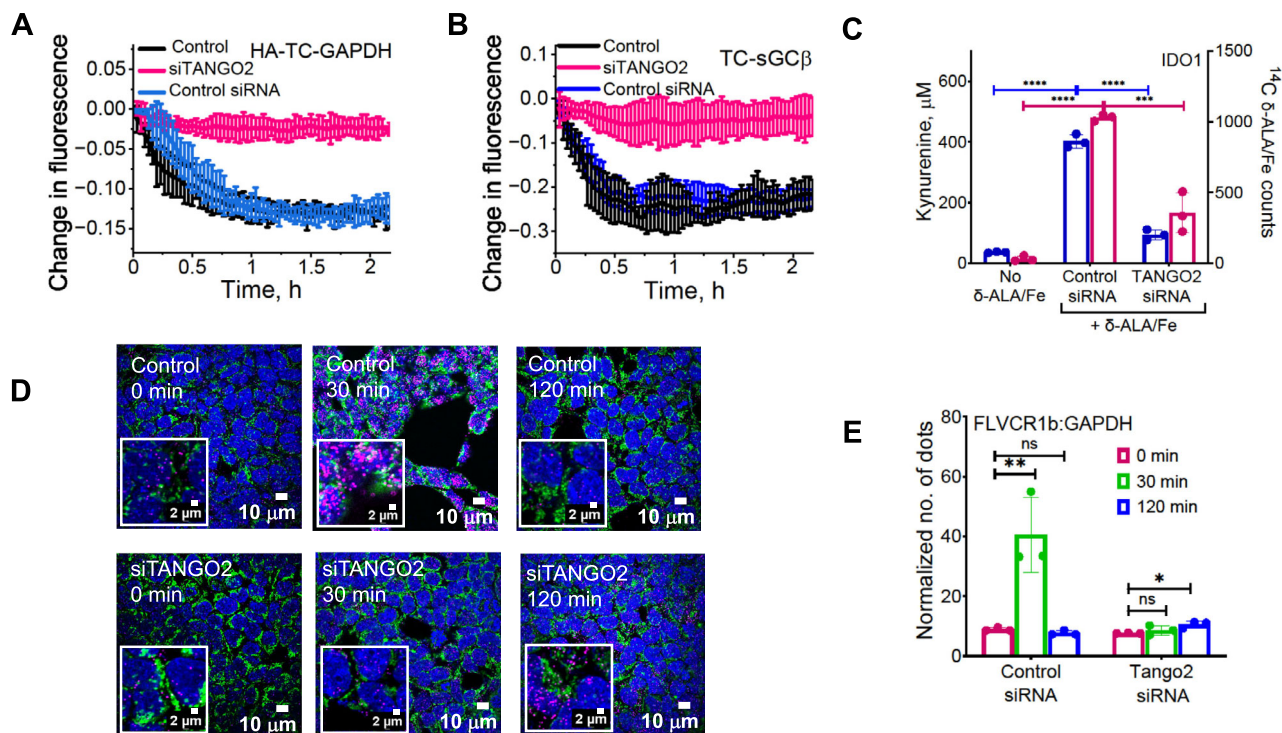 A
Control
HA-TC-GAPDH
siTANGO2
Control siRNA
Change in fluorescence
0.05
0.00
−0.05
−0.10
−0.15
0
0.5
1
1.5
2
Time, h
B
Control
TC-sGCβ
siTANGO2
Control siRNA
Change in fluorescence
0.1
0.0
−0.1
−0.2
−0.3
0
0.5
1
1.5
2
Time, h
C
IDO1
Kynurenine, μM
600
400
200
0
1500
1000
500
0
¹⁴C δ-ALA/Fe counts
**** ****
**** ***
No
δ-ALA/Fe
Control
siRNA
TANGO2
siRNA
+ δ-ALA/Fe
D
Control
0 min
2 μm
10 μm
Control
30 min
2 μm
10 μm
Control
120 min
2 μm
10 μm
siTANGO2
0 min
2 μm
10 μm
siTANGO2
30 min
2 μm
10 μm
siTANGO2
120 min
2 μm
10 μm
E
FLVCR1b:GAPDH
Normalized no. of dots
80
60
40
20
0
ns
**
0 min
30 min
120 min
*
ns
Control
siRNA
Tango2
siRNA